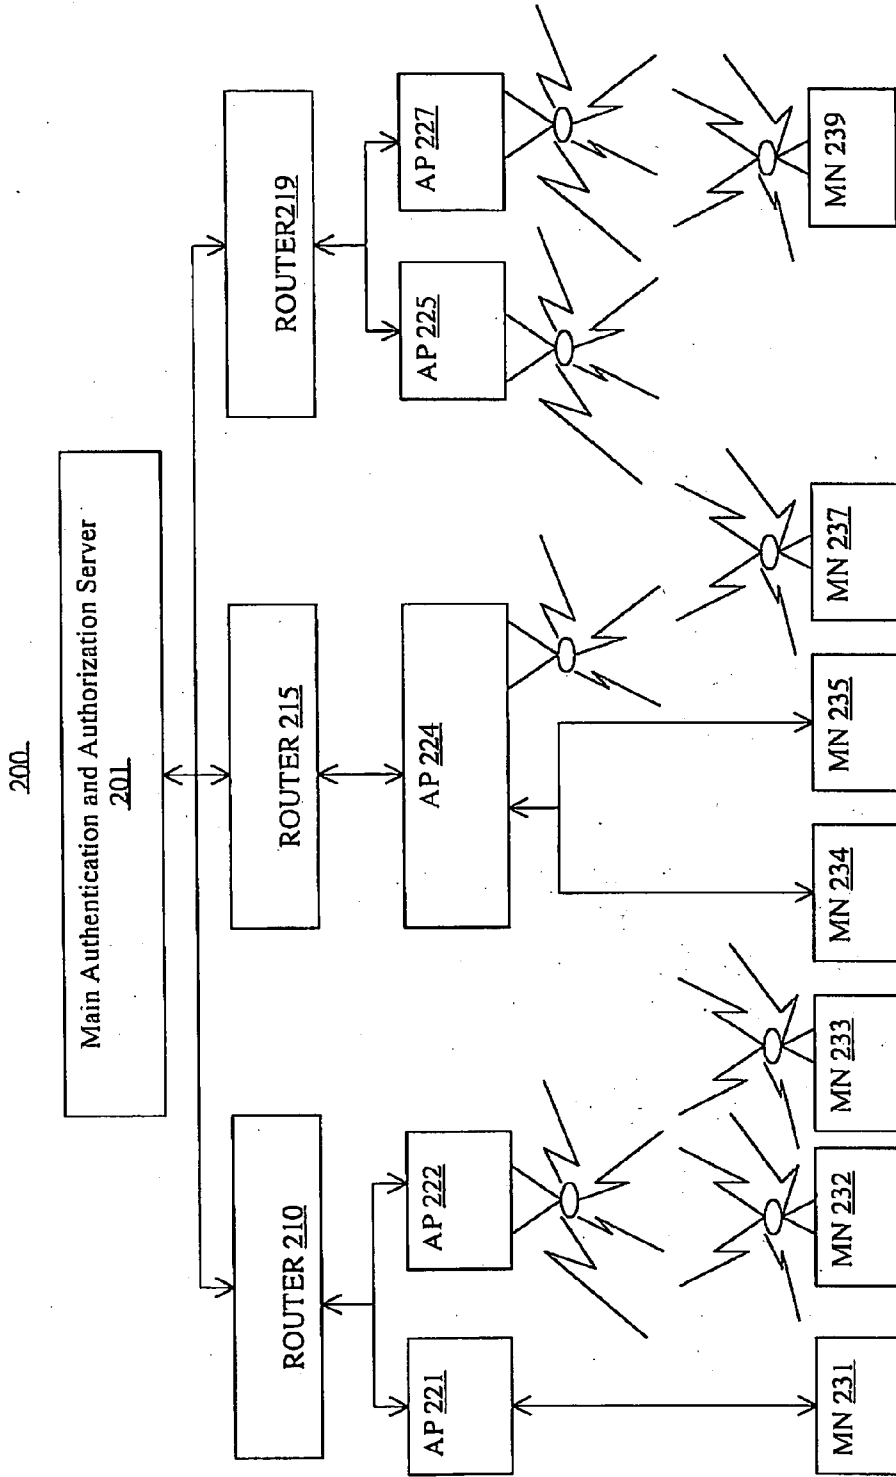 200
Main Authentication and Authorization Server
201
ROUTER 210
ROUTER 215
ROUTER219
AP 221
AP 222
AP 224
AP 225
AP 227
MN 231
MN 232
MN 233
MN 234
MN 235
MN 237
MN 239